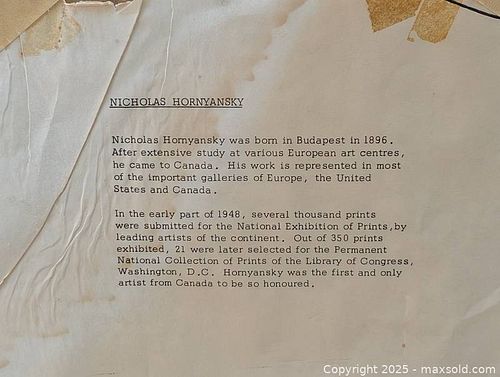 NICHOLAS HORNYANSKY
Nicholas Hornyansky was born in Budapest in 1896.
After extensive study at various European art centres,
he came to Canada. His work is represented in most
of the important galleries of Europe, the United
States and Canada.
In the early part of 1948, several thousand prints
were submitted for the National Exhibition of Prints, by
leading artists of the continent. Out of 350 prints
exhibited, 21 were later selected for the Permanent
National Collection of Prints of the Library of Congress,
Washington, D.C. Hornyansky was the first and only
artist from Canada to be so honoured.
Copyright 2025 - maxsold.com